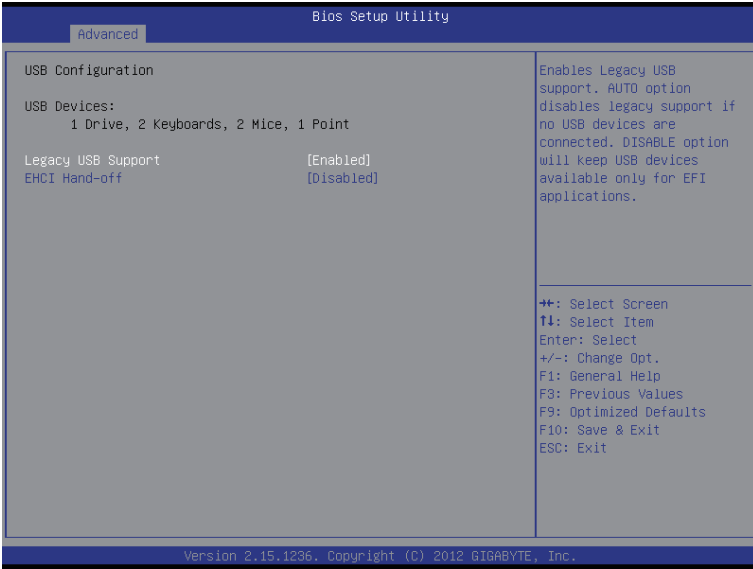 Bios Setup Utility
Advanced
USB Configuration
USB Devices:
1 Drive, 2 Keyboards, 2 Mice, 1 Point
Legacy USB Support [Enabled]
EHCI Hand-off [Disabled]
Enables Legacy USB
support. AUTO option
disables legacy support if
no USB devices are
connected. DISABLE option
will keep USB devices
available only for EFI
applications.
→←: Select Screen
↑↓: Select Item
Enter: Select
+/-: Change Opt.
F1: General Help
F3: Previous Values
F9: Optimized Defaults
F10: Save & Exit
ESC: Exit
Version 2.15.1236. Copyright (C) 2012 GIGABYTE, Inc.